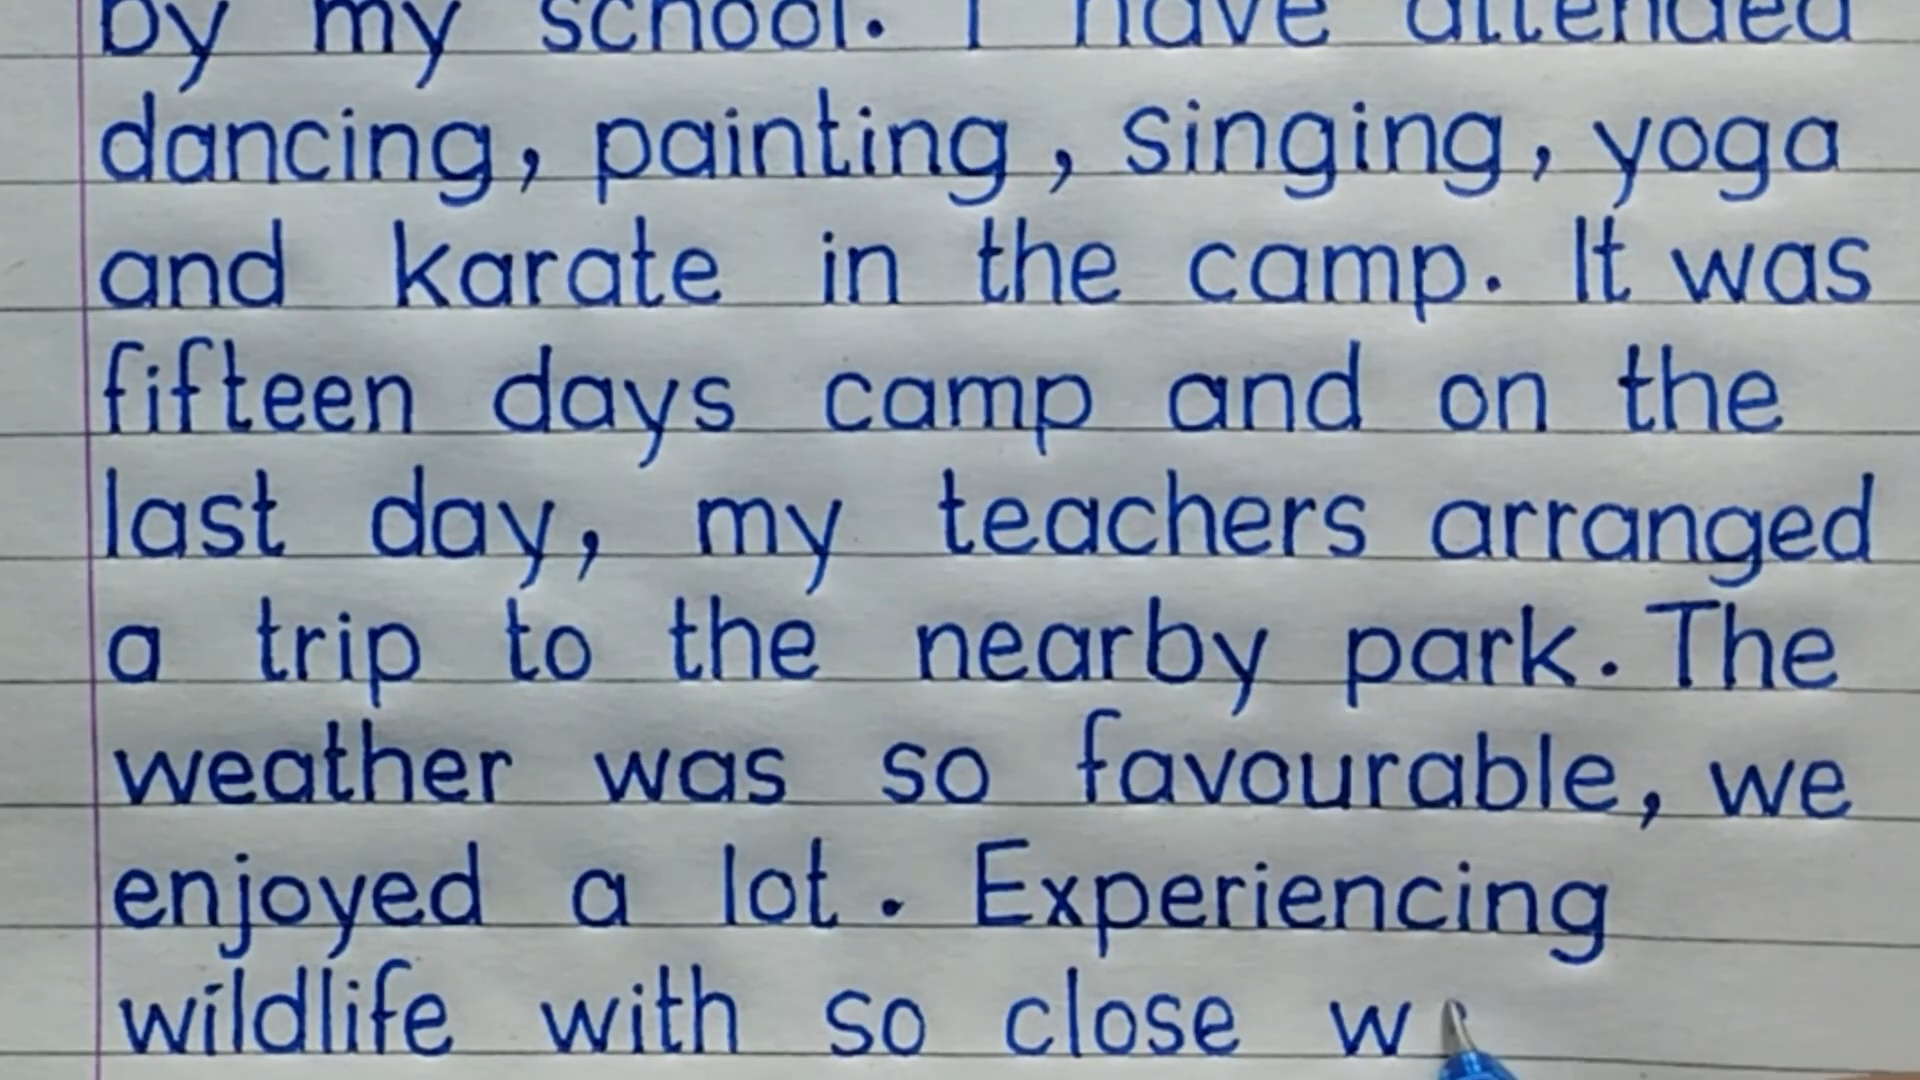 by my school. I have attended
dancing, painting, singing, yoga
and karate in the camp. It was
fifteen days camp and on the
last day, my teachers arranged
a trip to the nearby park. The
weather was so favourable, we
enjoyed a lot. Experiencing
wildlife with so close w